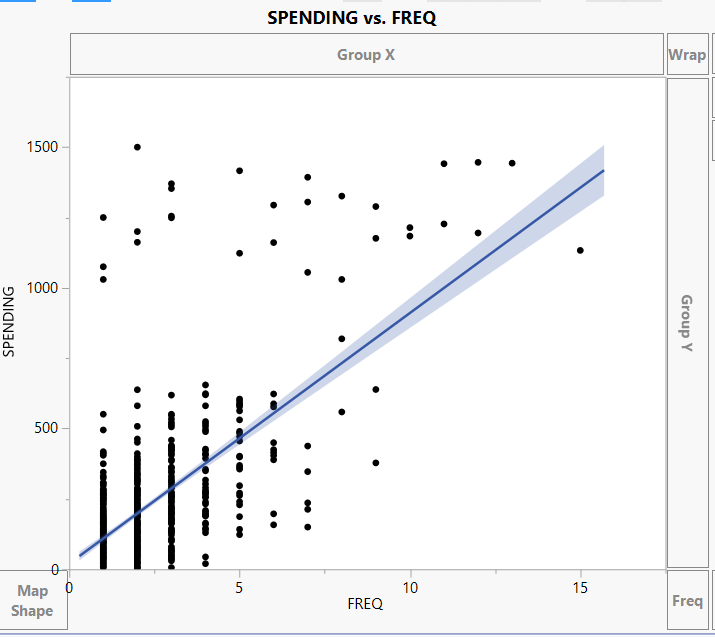 SPENDING vs. FREQ
Group X
Wrap
1500
1000
500
0
SPENDING
Group Y
Map
Shape
0
5
10
15
FREQ
Freq